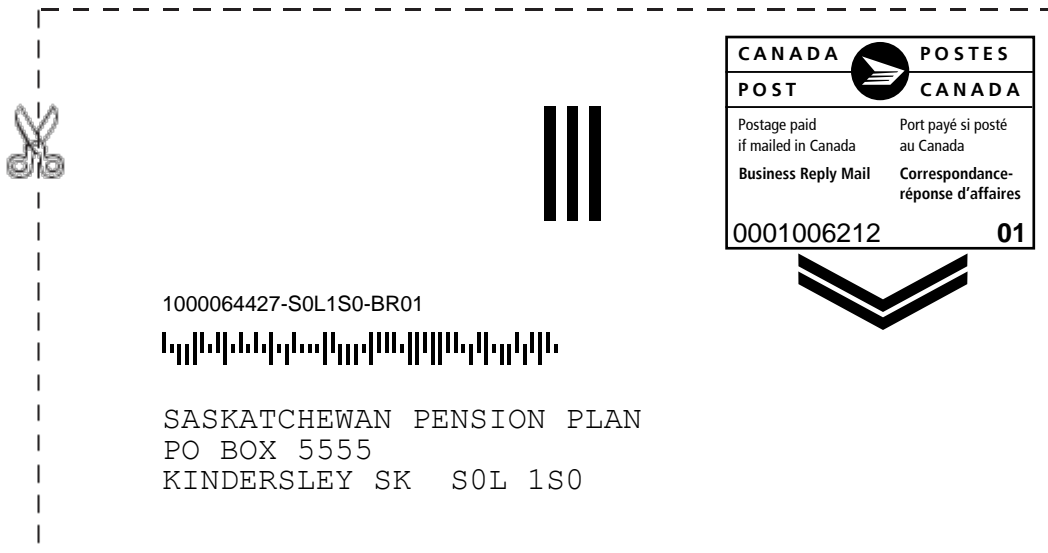 CANADA POSTES
POST CANADA
Postage paid
if mailed in Canada
Business Reply Mail
Port payé si posté
au Canada
Correspondance-
réponse d'affaires
0001006212 01
1000064427-S0L1S0-BR01
SASKATCHEWAN PENSION PLAN
PO BOX 5555
KINDERSLEY SK  S0L 1S0